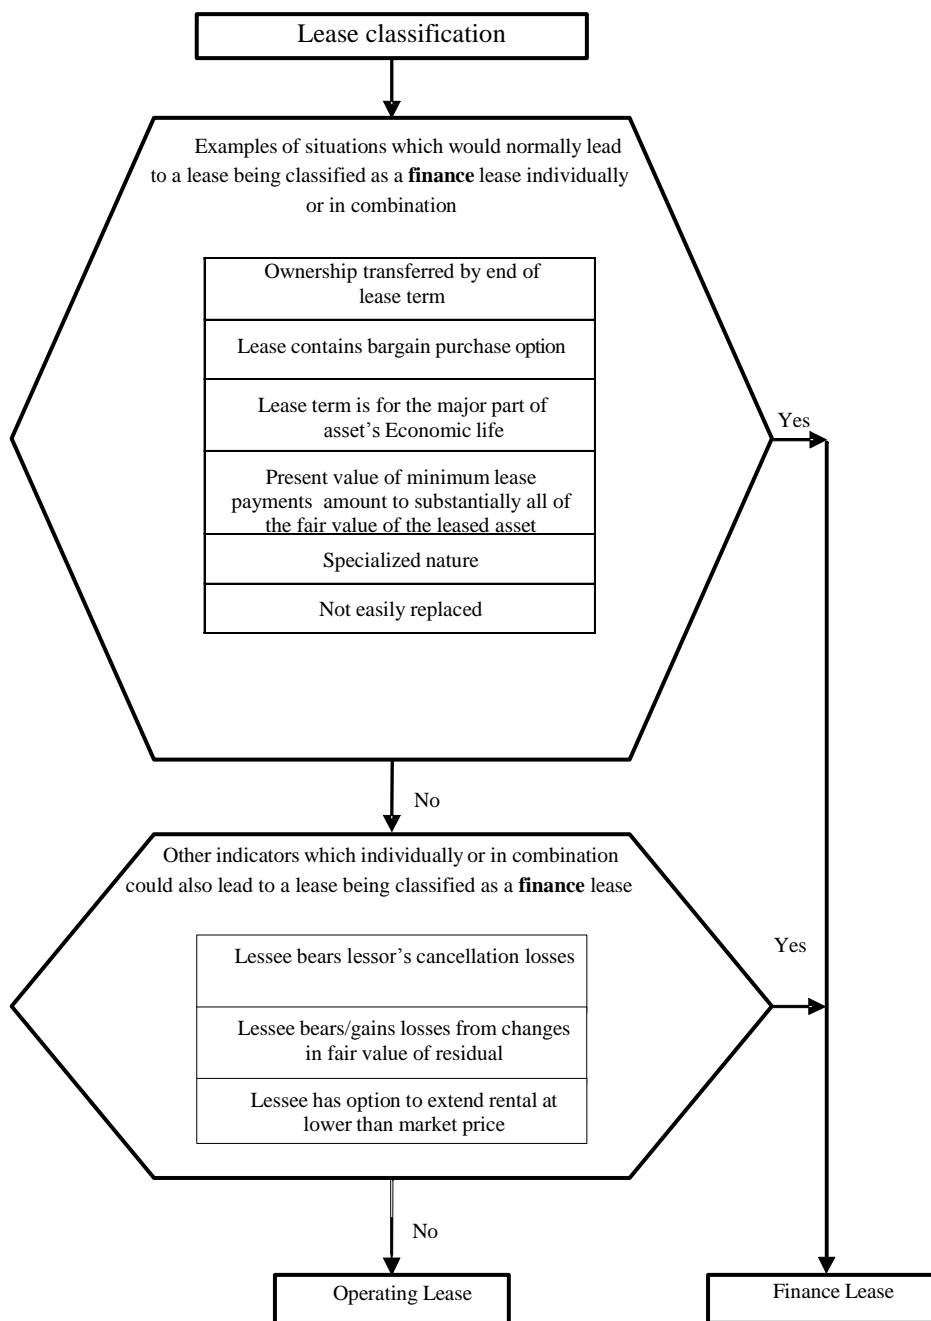 Lease classification
Examples of situations which would normally lead
to a lease being classified as a finance lease individually
or in combination
Ownership transferred by end of
lease term
Lease contains bargain purchase option
Lease term is for the major part of
asset's Economic life
Yes
Present value of minimum lease
payments amount to substantially all of
the fair value of the leased asset
Specialized nature
Not easily replaced
No
Other indicators which individually or in combination
could also lead to a lease being classified as a finance lease
Yes
Lessee bears lessor's cancellation losses
Lessee bears/gains losses from changes
in fair value of residual
Lessee has option to extend rental at
lower than market price
No
Operating Lease
Finance Lease